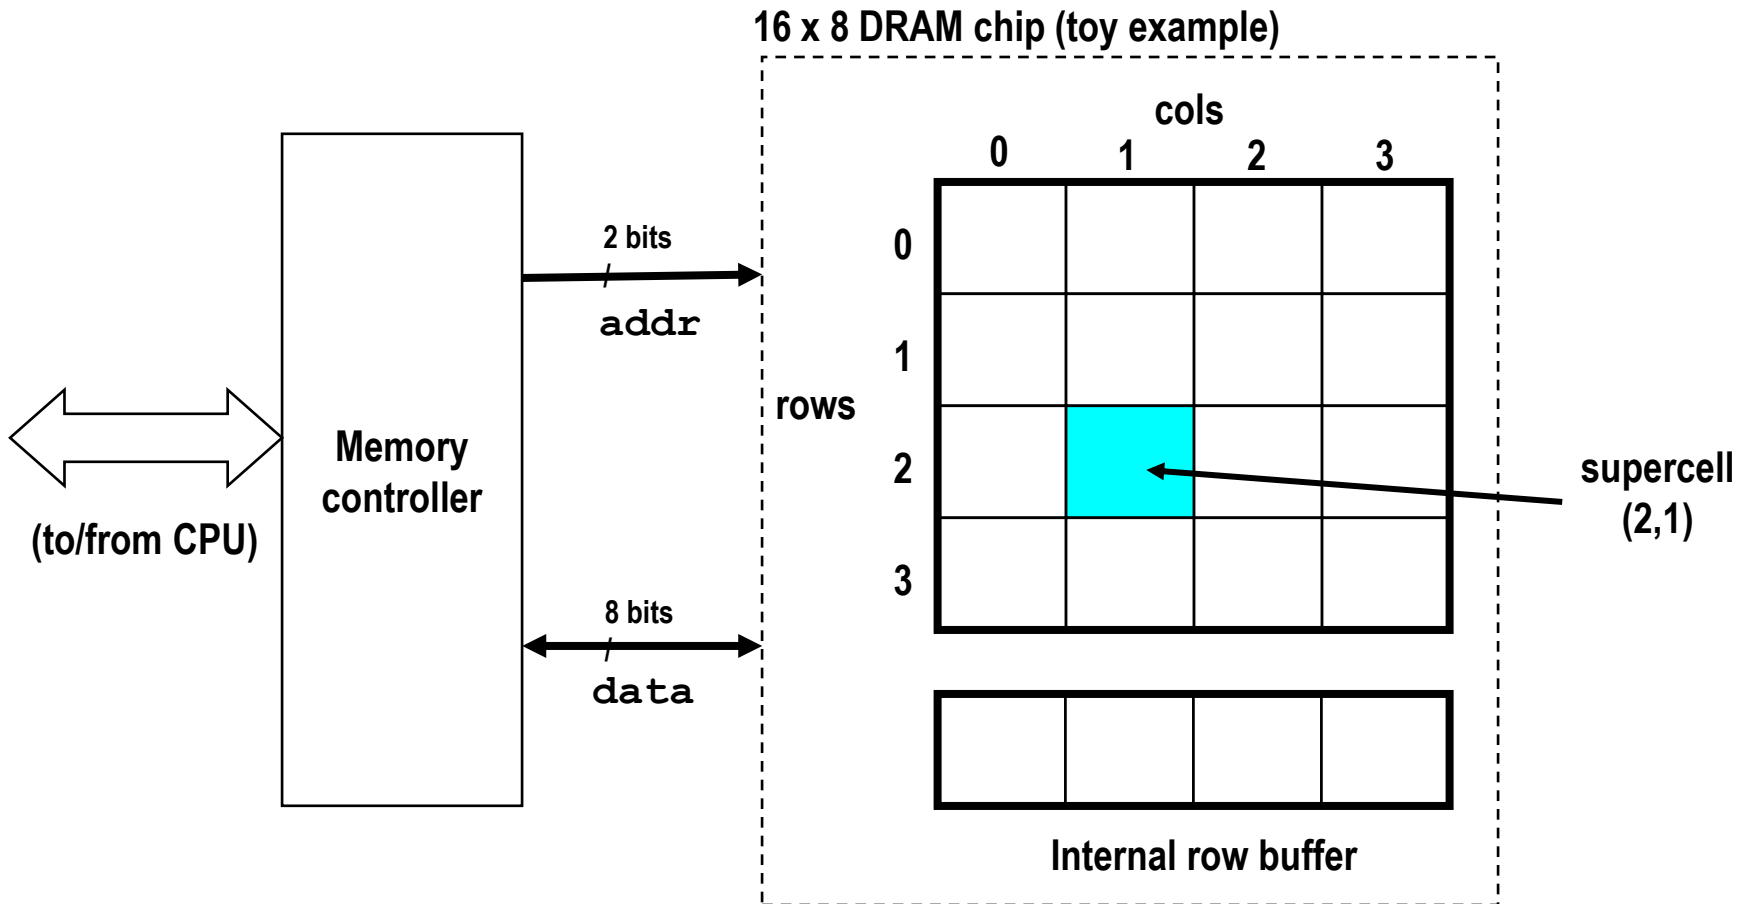 16 x 8 DRAM chip (toy example)
cols
0 1 2 3
2 bits
addr
0
1
rows
2
3
Memory
controller
(to/from CPU)
supercell
(2,1)
8 bits
data
Internal row buffer